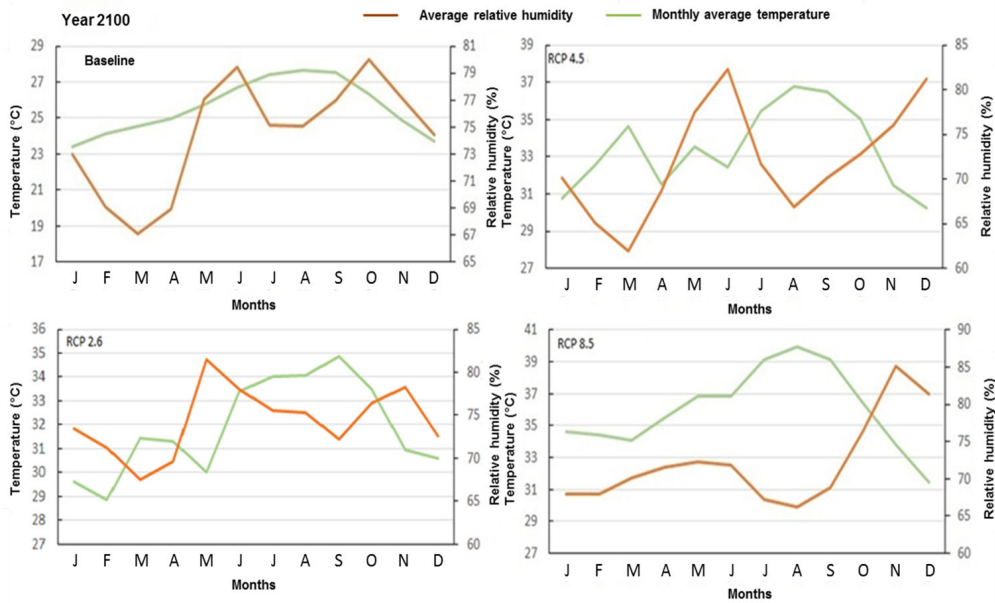 Year 2100
Average relative humidity
Monthly average temperature
Baseline
Temperature (°C)
29
27
25
23
21
19
17
81
79
77
75
73
71
69
67
65
Relative humidity (%)
J F M A M J J A S O N D
Months
RCP 4.5
Temperature (°C)
39
37
35
33
31
29
27
85
80
75
70
65
60
Relative humidity (%)
J F M A M J J A S O N D
Months
RCP 2.6
Temperature (°C)
36
35
34
33
32
31
30
29
28
27
85
80
75
70
65
60
Relative humidity (%)
J F M A M J J A S O N D
Months
RCP 8.5
Temperature (°C)
41
39
37
35
33
31
29
27
90
85
80
75
70
65
60
Relative humidity (%)
J F M A M J J A S O N D
Months